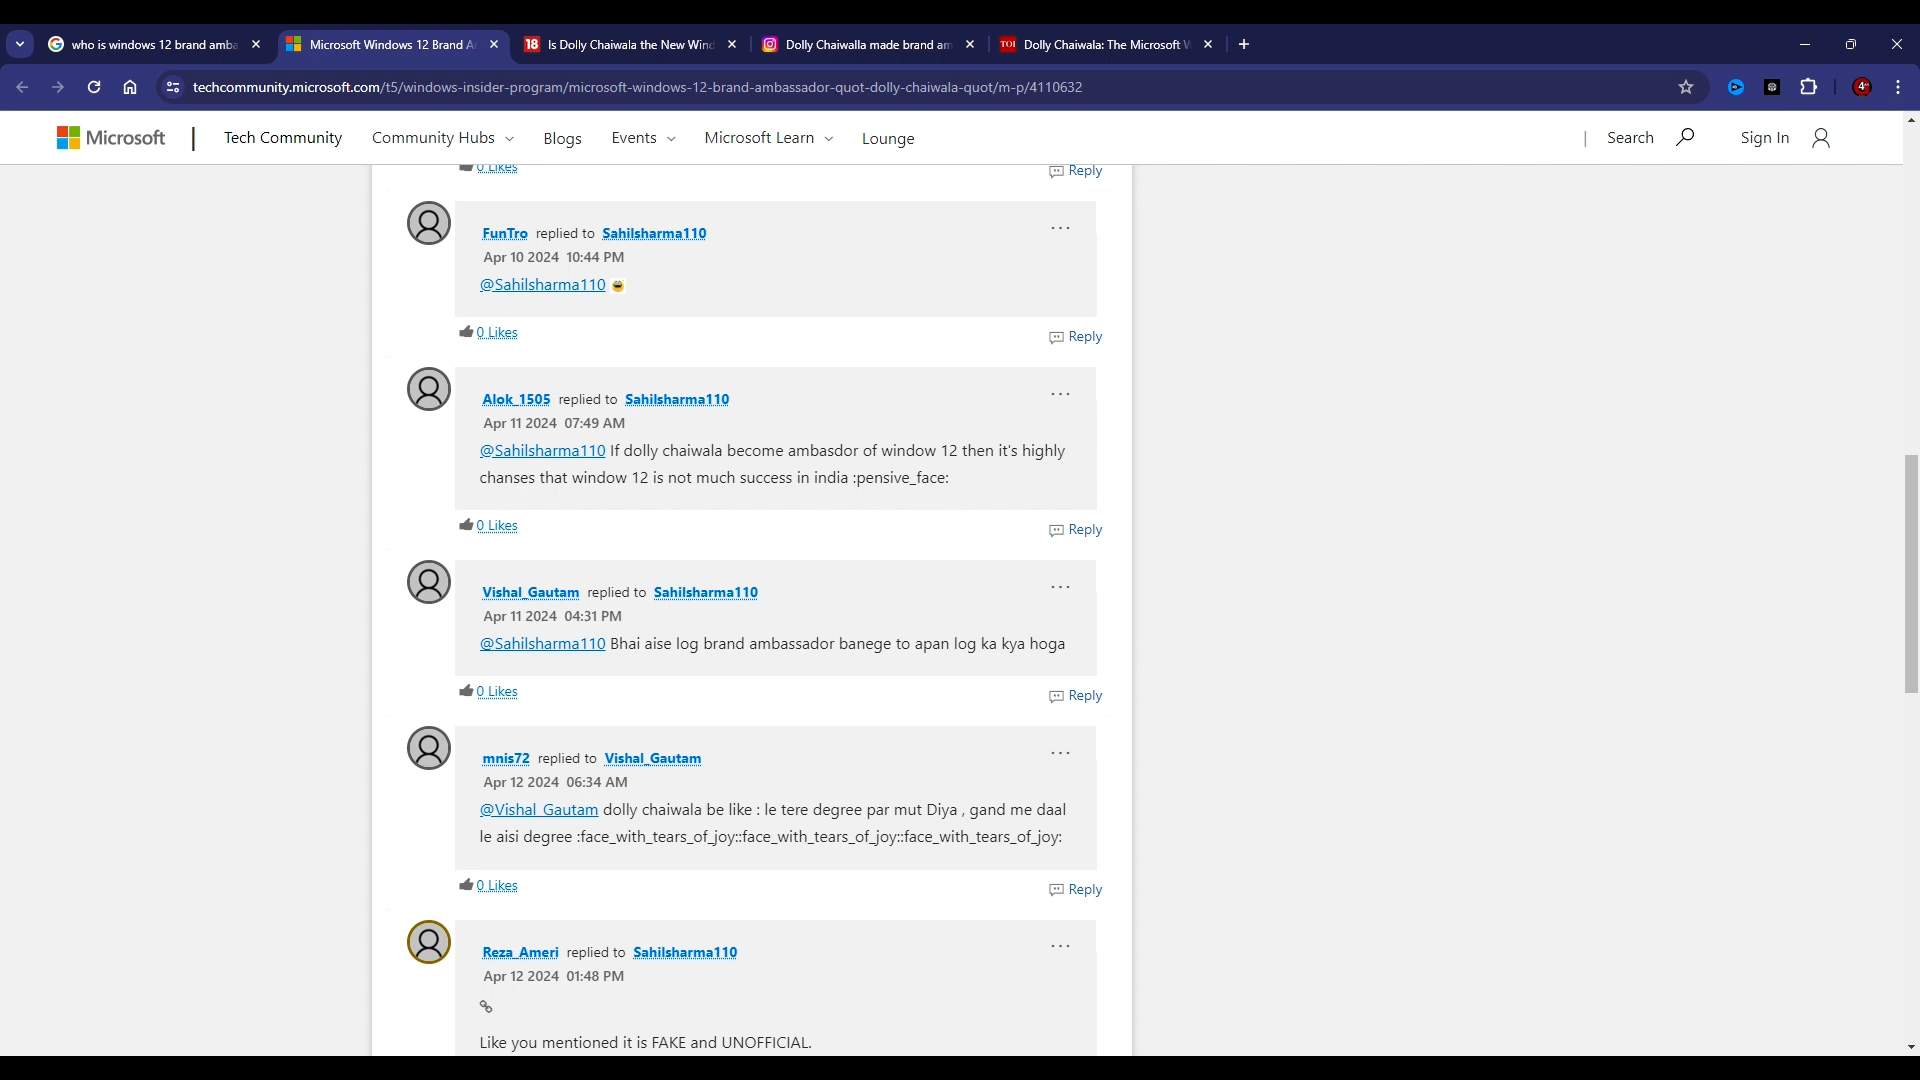 who is windows 12 brand amba
Microsoft Windows 12 Brand A
18 Is Dolly Chaiwala the New Wind
Dolly Chaiwalla made brand am
TOI Dolly Chaiwala: The Microsoft W
techcommunity.microsoft.com/t5/windows-insider-program/microsoft-windows-12-brand-ambassador-quot-dolly-chaiwala-quot/m-p/4110632
Microsoft | Tech Community Community Hubs Blogs Events Microsoft Learn Lounge | Search Sign In
0 Likes Reply
FunTro replied to Sahilsharma110
Apr 10 2024 10:44 PM
@Sahilsharma110 😀
0 Likes Reply
Alok_1505 replied to Sahilsharma110
Apr 11 2024 07:49 AM
@Sahilsharma110 If dolly chaiwala become ambasdor of window 12 then it's highly
chanses that window 12 is not much success in india :pensive_face:
0 Likes Reply
Vishal_Gautam replied to Sahilsharma110
Apr 11 2024 04:31 PM
@Sahilsharma110 Bhai aise log brand ambassador banege to apan log ka kya hoga
0 Likes Reply
mnis72 replied to Vishal_Gautam
Apr 12 2024 06:34 AM
@Vishal_Gautam dolly chaiwala be like : le tere degree par mut Diya , gand me daal
le aisi degree :face_with_tears_of_joy::face_with_tears_of_joy::face_with_tears_of_joy:
0 Likes Reply
Reza_Ameri replied to Sahilsharma110
Apr 12 2024 01:48 PM
Like you mentioned it is FAKE and UNOFFICIAL.